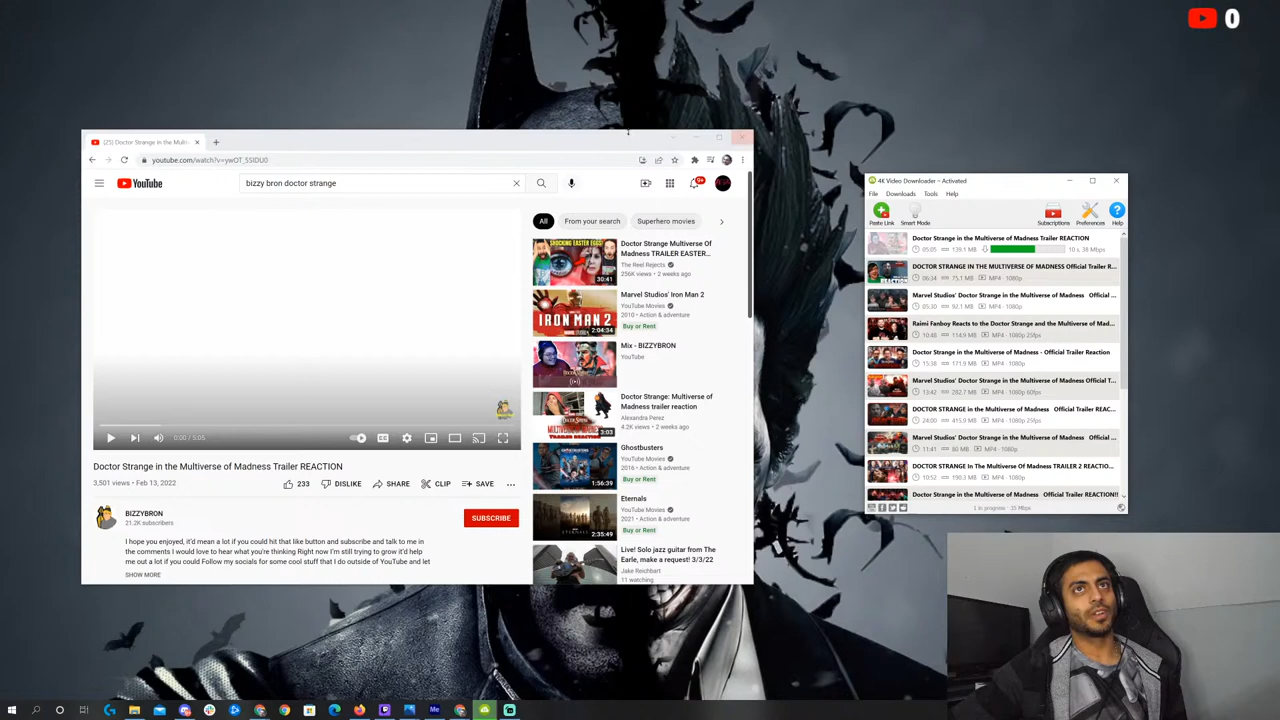 0
(25) Doctor Strange in the Multi
youtube.com/watch?v=ywOT_5SIDU0
YouTube
bizzy bron doctor strange
9+
All
From your search
Superhero movies
Doctor Strange in the Multiverse of Madness Trailer REACTION
0:00 / 5:05
3,501 views • Feb 13, 2022
233
DISLIKE
SHARE
CLIP
SAVE
BIZZYBRON
21.2K subscribers
SUBSCRIBE
I hope you enjoyed, it'd mean a lot if you could hit that like button and subscribe and talk to me in
the comments I would love to hear what you're thinking Right now I'm still trying to grow it'd help
me out a lot if you could Follow my socials for some cool stuff that I do outside of YouTube and let
SHOW MORE
SHOCKING EASTER EGGS!
30:41
Doctor Strange Multiverse Of
Madness TRAILER EASTER...
The Reel Rejects
256K views • 2 weeks ago
IRON MAN 2
2:04:34
Marvel Studios' Iron Man 2
YouTube Movies
2010 • Action & adventure
Buy or Rent
Mix - BIZZYBRON
YouTube
3:03
Doctor Strange: Multiverse of
Madness trailer reaction
Alexandra Perez
4.2K views • 2 weeks ago
1:56:39
Ghostbusters
YouTube Movies
2016 • Action & adventure
Buy or Rent
2:35:49
Eternals
YouTube Movies
2021 • Action & adventure
Buy or Rent
Live! Solo jazz guitar from The
Earle, make a request! 3/3/22
Jake Reichbart
11 watching
4K Video Downloader – Activated
File Downloads Tools Help
Paste Link
Smart Mode
Subscriptions
Preferences
Help
Doctor Strange in the Multiverse of Madness Trailer REACTION
05:05 139.1 MB 10 s, 38 Mbps
DOCTOR STRANGE IN THE MULTIVERSE OF MADNESS Official Trailer R...
06:34 75.1 MB MP4 · 1080p
Marvel Studios' Doctor Strange in the Multiverse of Madness Official ...
05:30 92.1 MB MP4 · 1080p
Raimi Fanboy Reacts to the Doctor Strange and the Multiverse of Mad...
10:48 114.9 MB MP4 · 1080p 25fps
Doctor Strange in the Multiverse of Madness - Official Trailer Reaction
15:38 171.9 MB MP4 · 1080p
Marvel Studios' Doctor Strange in the Multiverse of Madness Official T...
13:42 282.7 MB MP4 · 1080p 60fps
DOCTOR STRANGE in the Multiverse of Madness Official Trailer REAC...
24:00 415.9 MB MP4 · 1080p
Marvel Studios' Doctor Strange in the Multiverse of Madness Official ...
11:41 80 MB MP4 · 1080p
DOCTOR STRANGE In The Multiverse Of Madness TRAILER 2 REACTIO...
10:52 190.3 MB MP4 · 1080p
Doctor Strange in the Multiverse of Madness Official Trailer REACTION!!
1 in progress · 35 Mbps